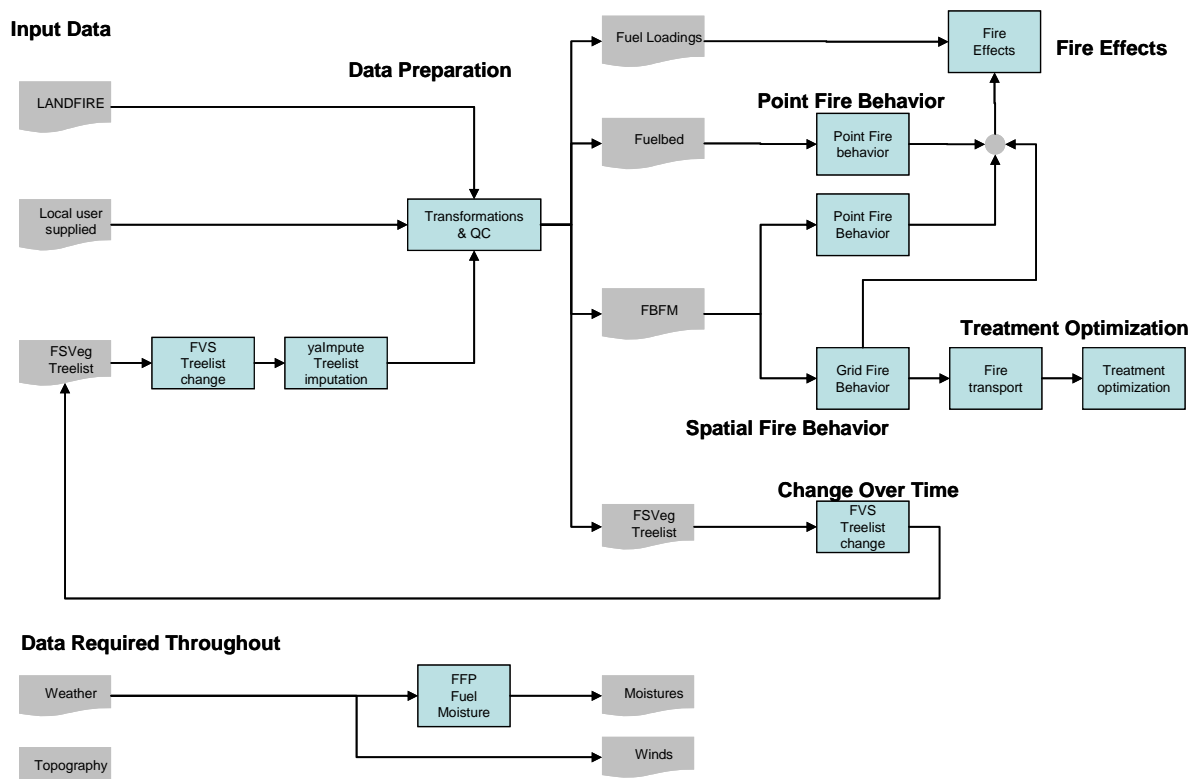 Input Data
Fuel Loadings
Fire
Effects
Fire Effects
Data Preparation
LANDFIRE
Point Fire Behavior
Fuelbed
Point Fire
behavior
Local user
supplied
Transformations
& QC
Point Fire
Behavior
FBFM
Treatment Optimization
FSVeg
Treelist
FVS
Treelist
change
yaImpute
Treelist
imputation
Grid Fire
Behavior
Fire
transport
Treatment
optimization
Spatial Fire Behavior
Change Over Time
FSVeg
Treelist
FVS
Treelist
change
Data Required Throughout
Weather
FFP
Fuel
Moisture
Moistures
Winds
Topography